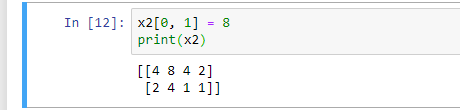 In [12]: x2[0, 1] = 8
print(x2)
[[4 8 4 2]
[2 4 1 1]]